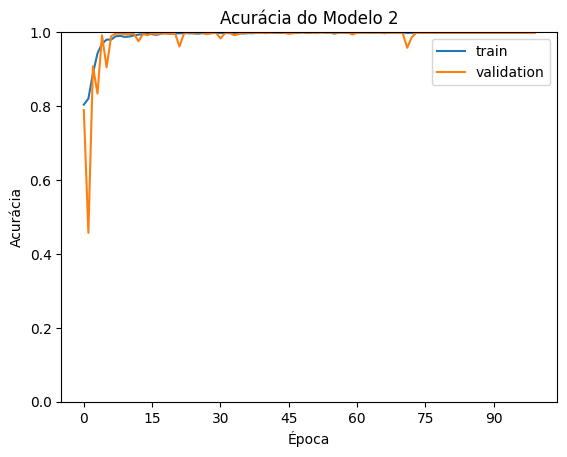 Acurácia do Modelo 2
train
validation
Acurácia
1.0
0.8
0.6
0.4
0.2
0.0
0 15 30 45 60 75 90
Época